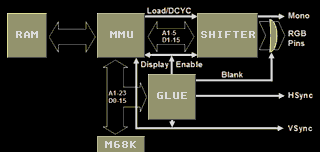 Load/DCYC
Mono
RAM
MMU
A1-5
D1-15
SHIFTER
RGB
Pins
Display Enable
A1-23
D0-15
GLUE
Blank
HSync
VSync
M68K